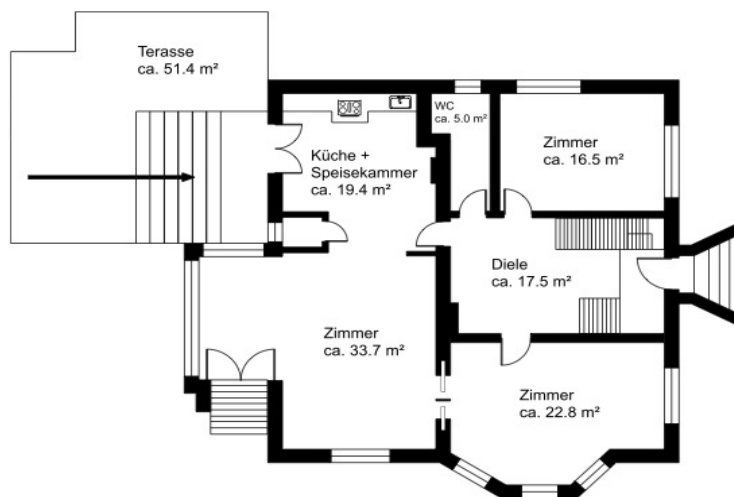 Terasse
ca. 51.4 m²
WC
ca. 5.0 m²
Zimmer
ca. 16.5 m²
Küche +
Speisekammer
ca. 19.4 m²
Diele
ca. 17.5 m²
Zimmer
ca. 33.7 m²
Zimmer
ca. 22.8 m²